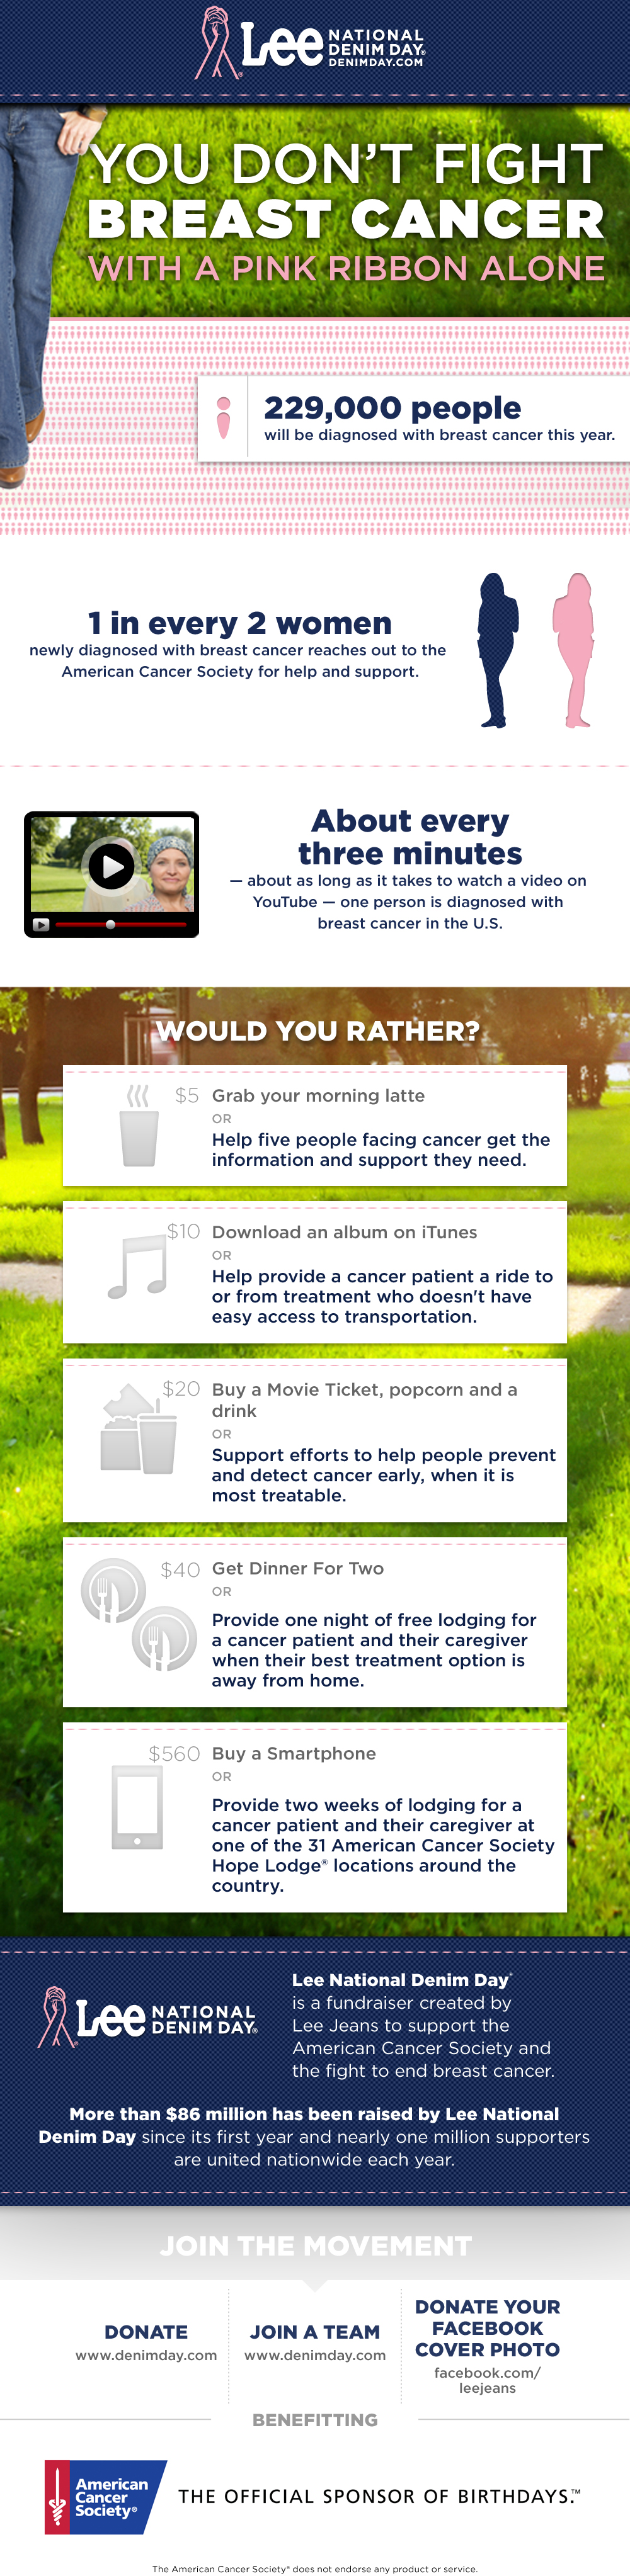 Lee NATIONAL
DENIM DAY®
DENIMDAY.COM
YOU DON'T FIGHT
BREAST CANCER
WITH A PINK RIBBON ALONE
229,000 people
will be diagnosed with breast cancer this year.
1 in every 2 women
newly diagnosed with breast cancer reaches out to the
American Cancer Society for help and support.
About every
three minutes
— about as long as it takes to watch a video on
YouTube — one person is diagnosed with
breast cancer in the U.S.
WOULD YOU RATHER?
$5 Grab your morning latte
OR
Help five people facing cancer get the
information and support they need.
$10 Download an album on iTunes
OR
Help provide a cancer patient a ride to
or from treatment who doesn't have
easy access to transportation.
$20 Buy a Movie Ticket, popcorn and a
drink
OR
Support efforts to help people prevent
and detect cancer early, when it is
most treatable.
$40 Get Dinner For Two
OR
Provide one night of free lodging for
a cancer patient and their caregiver
when their best treatment option is
away from home.
$560 Buy a Smartphone
OR
Provide two weeks of lodging for a
cancer patient and their caregiver at
one of the 31 American Cancer Society
Hope Lodge® locations around the
country.
Lee NATIONAL
DENIM DAY®
Lee National Denim Day®
is a fundraiser created by
Lee Jeans to support the
American Cancer Society and
the fight to end breast cancer.
More than $86 million has been raised by Lee National
Denim Day since its first year and nearly one million supporters
are united nationwide each year.
JOIN THE MOVEMENT
DONATE
www.denimday.com
JOIN A TEAM
www.denimday.com
DONATE YOUR
FACEBOOK
COVER PHOTO
facebook.com/
leejeans
BENEFITTING
American
Cancer
Society®
THE OFFICIAL SPONSOR OF BIRTHDAYS.™
The American Cancer Society® does not endorse any product or service.